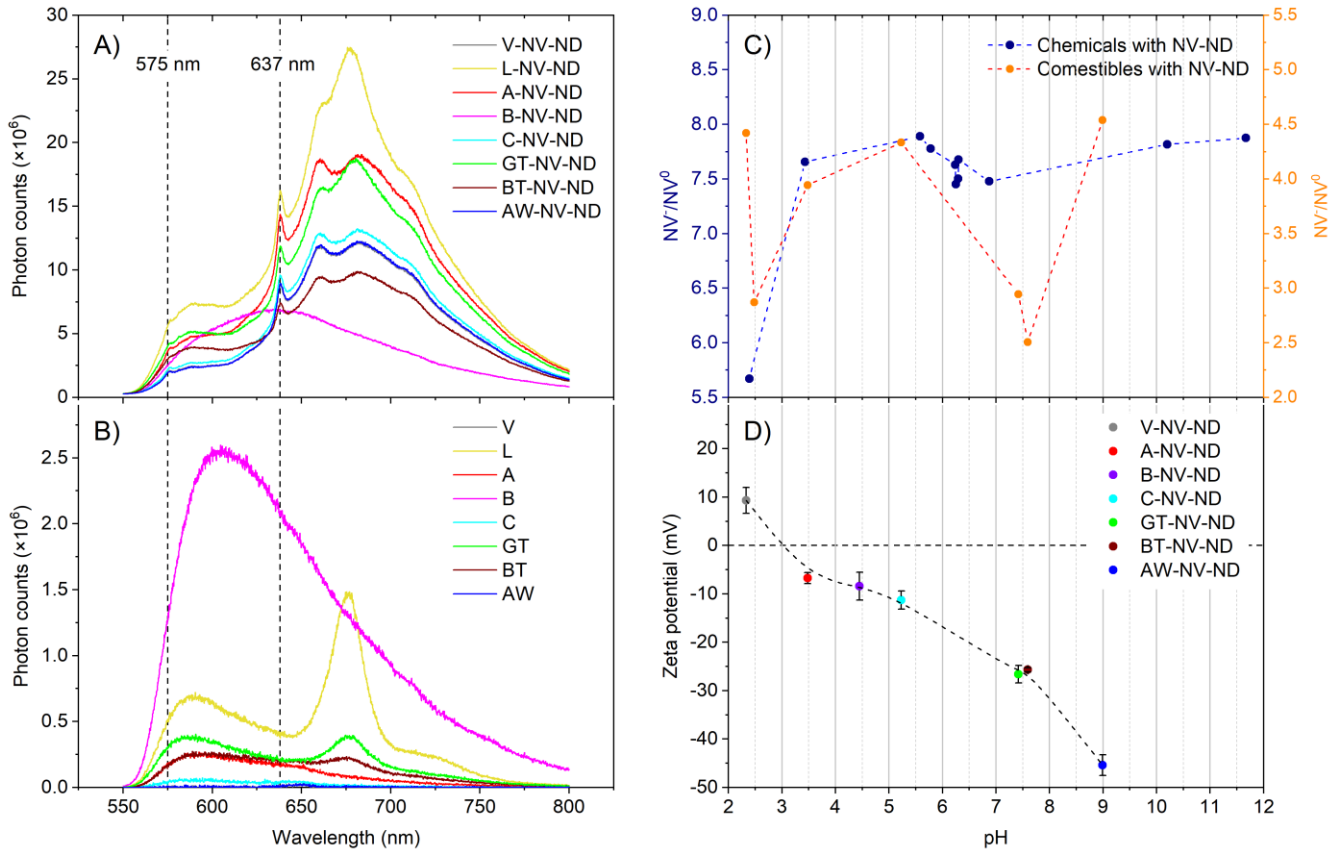 A)
575 nm
637 nm
V-NV-ND
L-NV-ND
A-NV-ND
B-NV-ND
C-NV-ND
GT-NV-ND
BT-NV-ND
AW-NV-ND
30
25
20
15
10
5
0
Photon counts (×10⁶)
B)
V
L
A
B
C
GT
BT
AW
2.5
2.0
1.5
1.0
0.5
0.0
Photon counts (×10⁶)
550 600 650 700 750 800
Wavelength (nm)
C)
Chemicals with NV-ND
Comestibles with NV-ND
9.0
8.5
8.0
7.5
7.0
6.5
6.0
5.5
NV⁻/NV⁰
5.5
5.0
4.5
4.0
3.5
3.0
2.5
2.0
NV⁻/NV⁰
D)
V-NV-ND
A-NV-ND
B-NV-ND
C-NV-ND
GT-NV-ND
BT-NV-ND
AW-NV-ND
20
10
0
-10
-20
-30
-40
-50
Zeta potential (mV)
2 3 4 5 6 7 8 9 10 11 12
pH